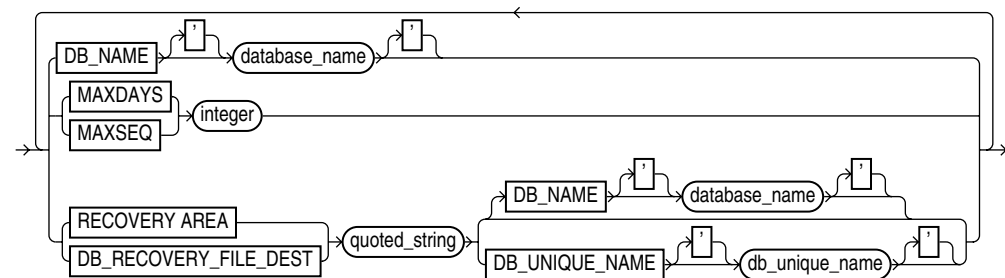 DB_NAME ' database_name '
MAXDAYS
MAXSEQ
integer
RECOVERY AREA
DB_RECOVERY_FILE_DEST
quoted_string
DB_NAME ' database_name '
DB_UNIQUE_NAME ' db_unique_name '